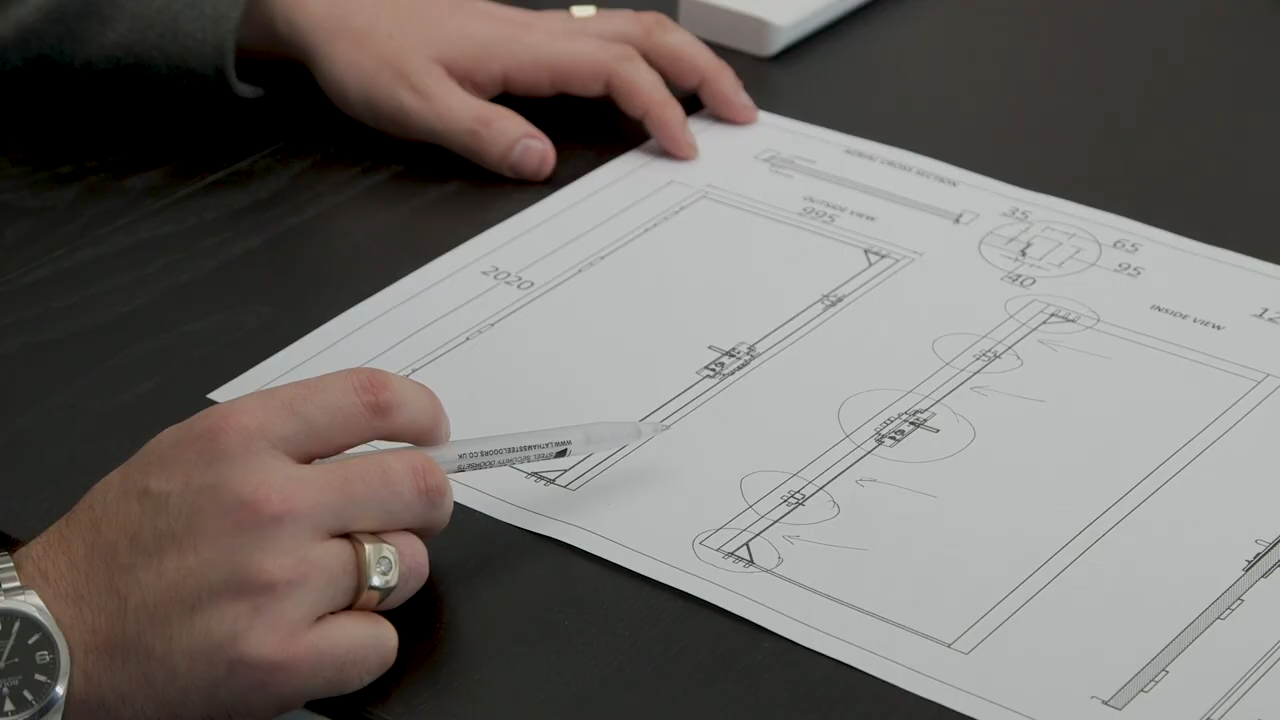 AERIAL CROSS SECTION
OUTSIDE VIEW
995
2020
35
65
95
40
INSIDE VIEW
WWW.LATHAMSSTEELDOORS.CO.UK
STEEL SECURITY DOORSETS